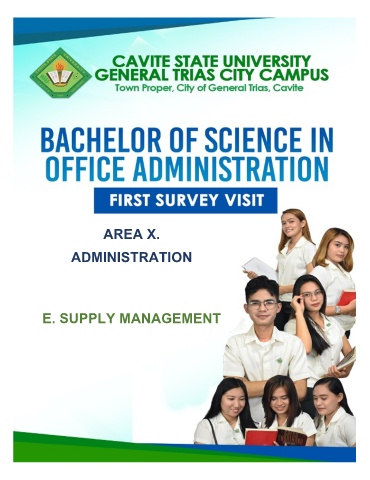 CAVITE STATE UNIVERSITY
GENERAL TRIAS CITY CAMPUS
Town Proper, City of General Trias, Cavite
BACHELOR OF SCIENCE IN
OFFICE ADMINISTRATION
FIRST SURVEY VISIT
AREA X.
ADMINISTRATION
E. SUPPLY MANAGEMENT